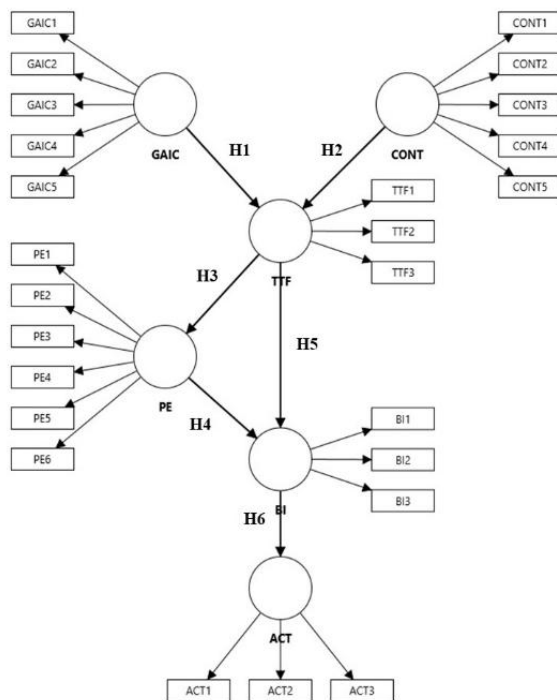 GAIC1
GAIC2
GAIC3
GAIC4
GAIC5
GAIC
H1
CONT1
CONT2
CONT3
CONT4
CONT5
CONT
H2
TTF1
TTF2
TTF3
TTF
H3
H5
PE1
PE2
PE3
PE4
PE5
PE6
PE
H4
BI1
BI2
BI3
BI
H6
ACT
ACT1
ACT2
ACT3